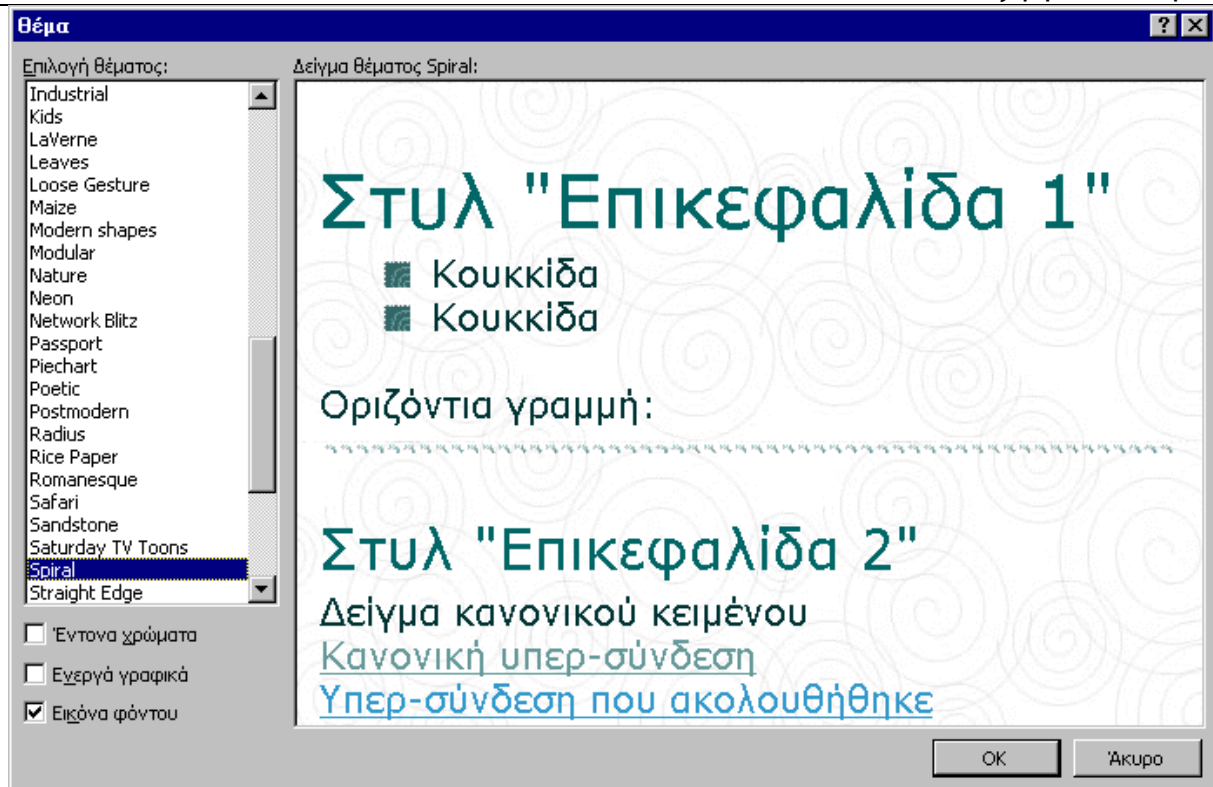 Θέμα
Επιλογή θέματος:
Industrial
Kids
LaVerne
Leaves
Loose Gesture
Maize
Modern shapes
Modular
Nature
Neon
Network Blitz
Passport
Piechart
Poetic
Postmodern
Radius
Rice Paper
Romanesque
Safari
Sandstone
Saturday TV Toons
Spiral
Straight Edge
Έντονα χρώματα
Ενεργά γραφικά
Εικόνα φόντου
Δείγμα θέματος Spiral:
Στυλ "Επικεφαλίδα 1"
Κουκκίδα
Κουκκίδα
Οριζόντια γραμμή:
Στυλ "Επικεφαλίδα 2"
Δείγμα κανονικού κειμένου
Κανονική υπερ-σύνδεση
Υπερ-σύνδεση που ακολουθήθηκε
OK
Άκυρο